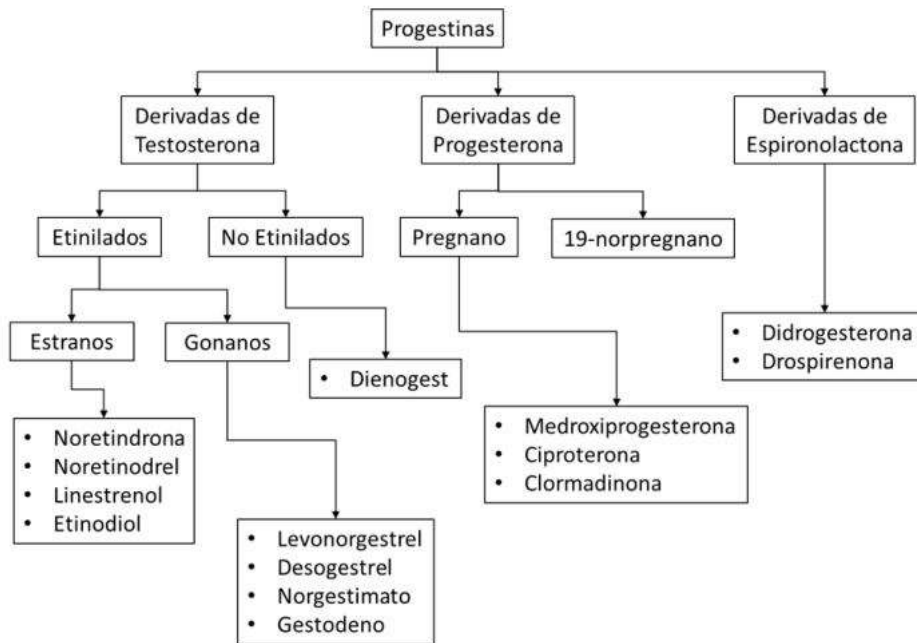 Progestinas
Derivadas de
Testosterona
Derivadas de
Progesterona
Derivadas de
Espironolactona
Etinilados
No Etinilados
Pregnano
19-norpregnano
Estranos
Gonanos
• Dienogest
• Didrogesterona
• Drospirenona
• Noretindrona
• Noretinodrel
• Linestrenol
• Etinodiol
• Medroxiprogesterona
• Ciproterona
• Clormadinona
• Levonorgestrel
• Desogestrel
• Norgestimato
• Gestodeno